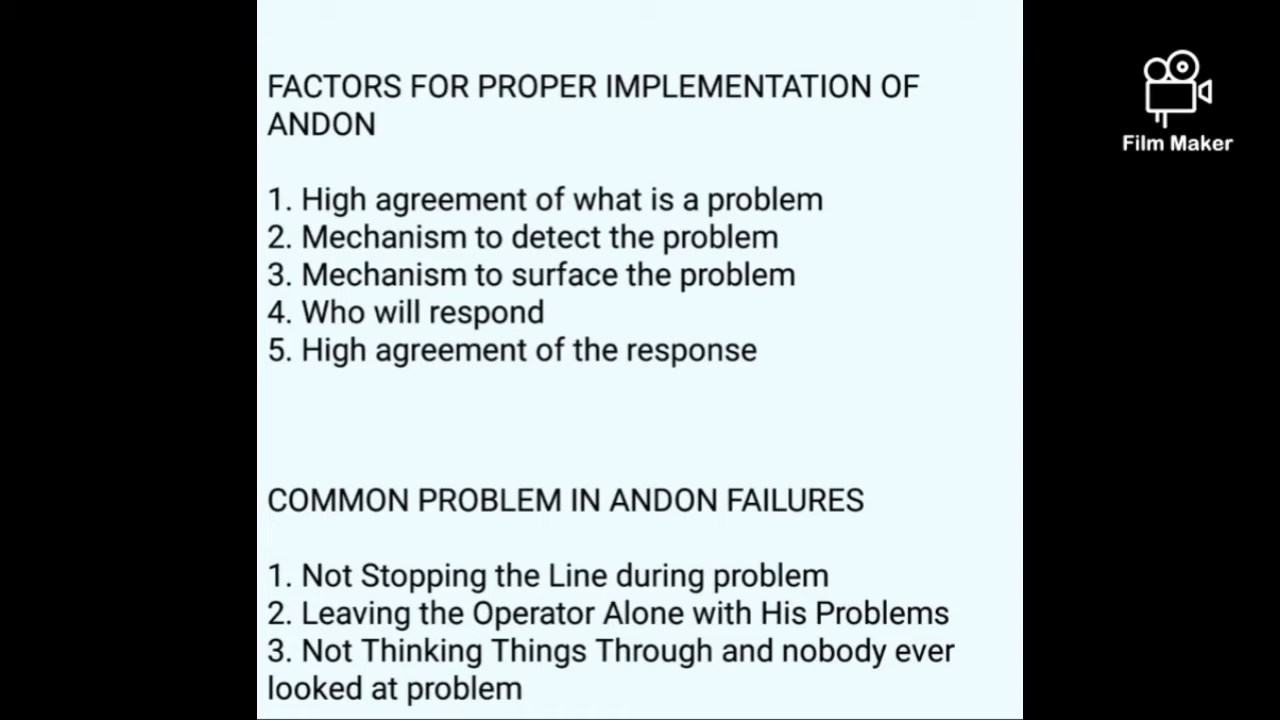 FACTORS FOR PROPER IMPLEMENTATION OF
ANDON
1. High agreement of what is a problem
2. Mechanism to detect the problem
3. Mechanism to surface the problem
4. Who will respond
5. High agreement of the response
COMMON PROBLEM IN ANDON FAILURES
1. Not Stopping the Line during problem
2. Leaving the Operator Alone with His Problems
3. Not Thinking Things Through and nobody ever
looked at problem
Film Maker